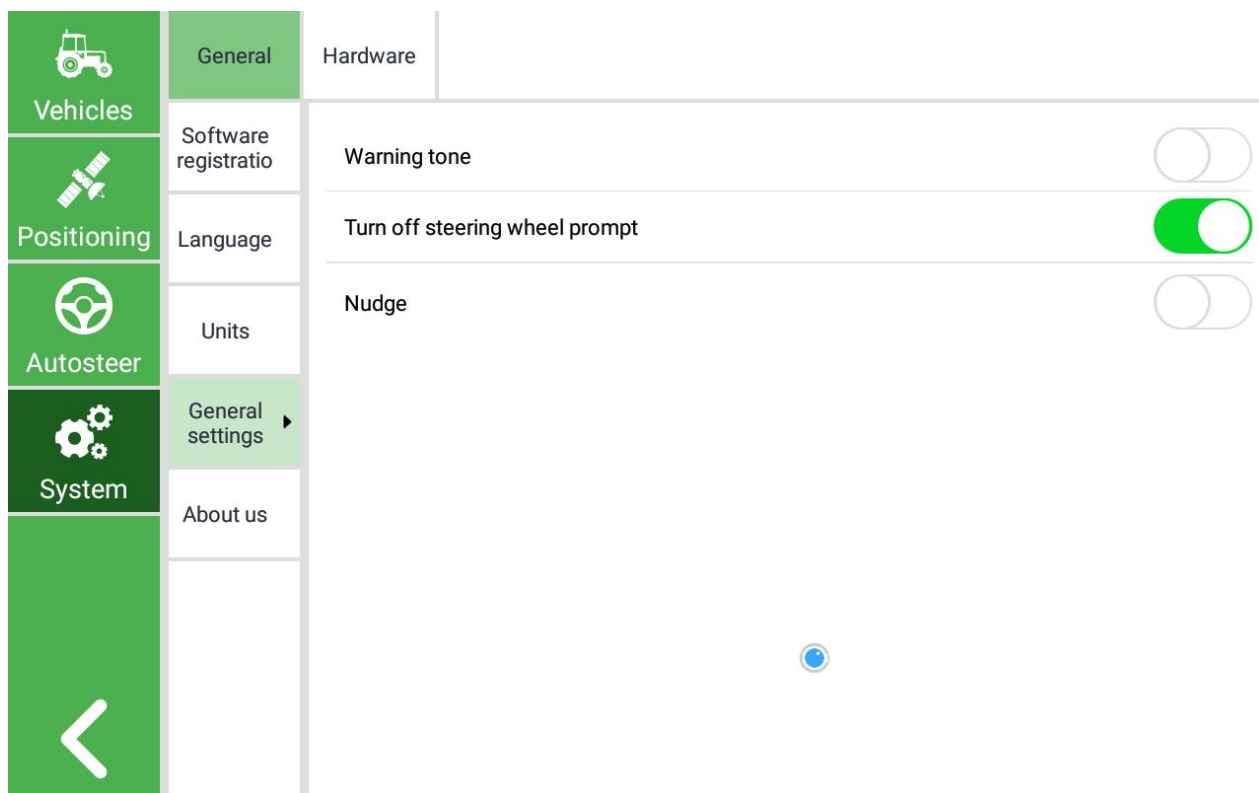 Vehicles
Positioning
Autosteer
System
General
Hardware
Software
registratio
Language
Units
General
settings
About us
Warning tone
Turn off steering wheel prompt
Nudge